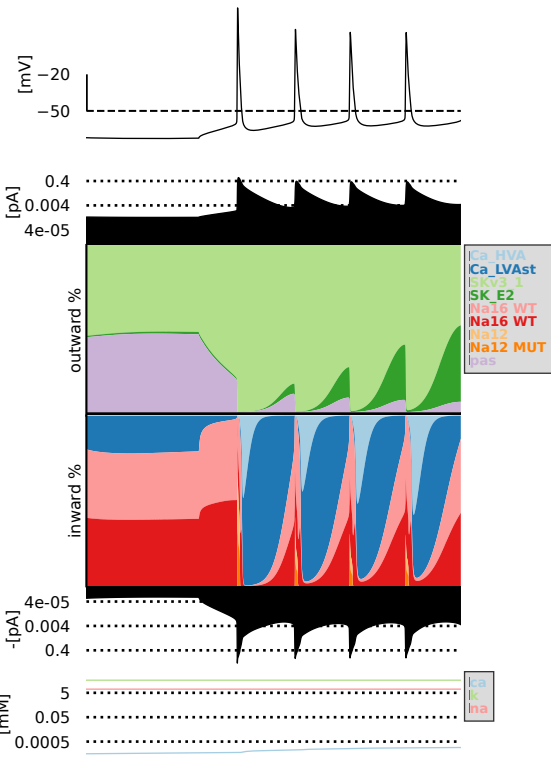 [mV]
−20
−50
[pA]
0.4
0.004
4e-05
outward %
Ca_HVA
Ca_LVAst
SKv3_1
SK_E2
Na16 WT
Na16 WT
Na12
Na12 MUT
pas
inward %
-[pA]
4e-05
0.004
0.4
[mM]
5
0.05
0.0005
ca
k
na